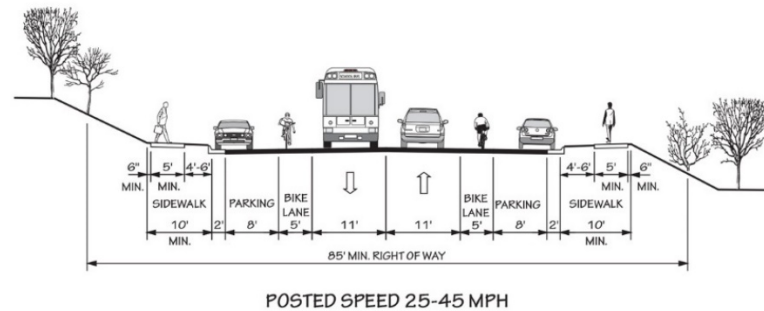 6" 5' 4'-6' 4'-6' 5' 6"
MIN. MIN. MIN. MIN.
SIDEWALK PARKING BIKE LANE BIKE LANE PARKING SIDEWALK
10' 2' 8' 5' 11' 11' 5' 8' 2' 10'
MIN. MIN.
85' MIN. RIGHT OF WAY
POSTED SPEED 25-45 MPH